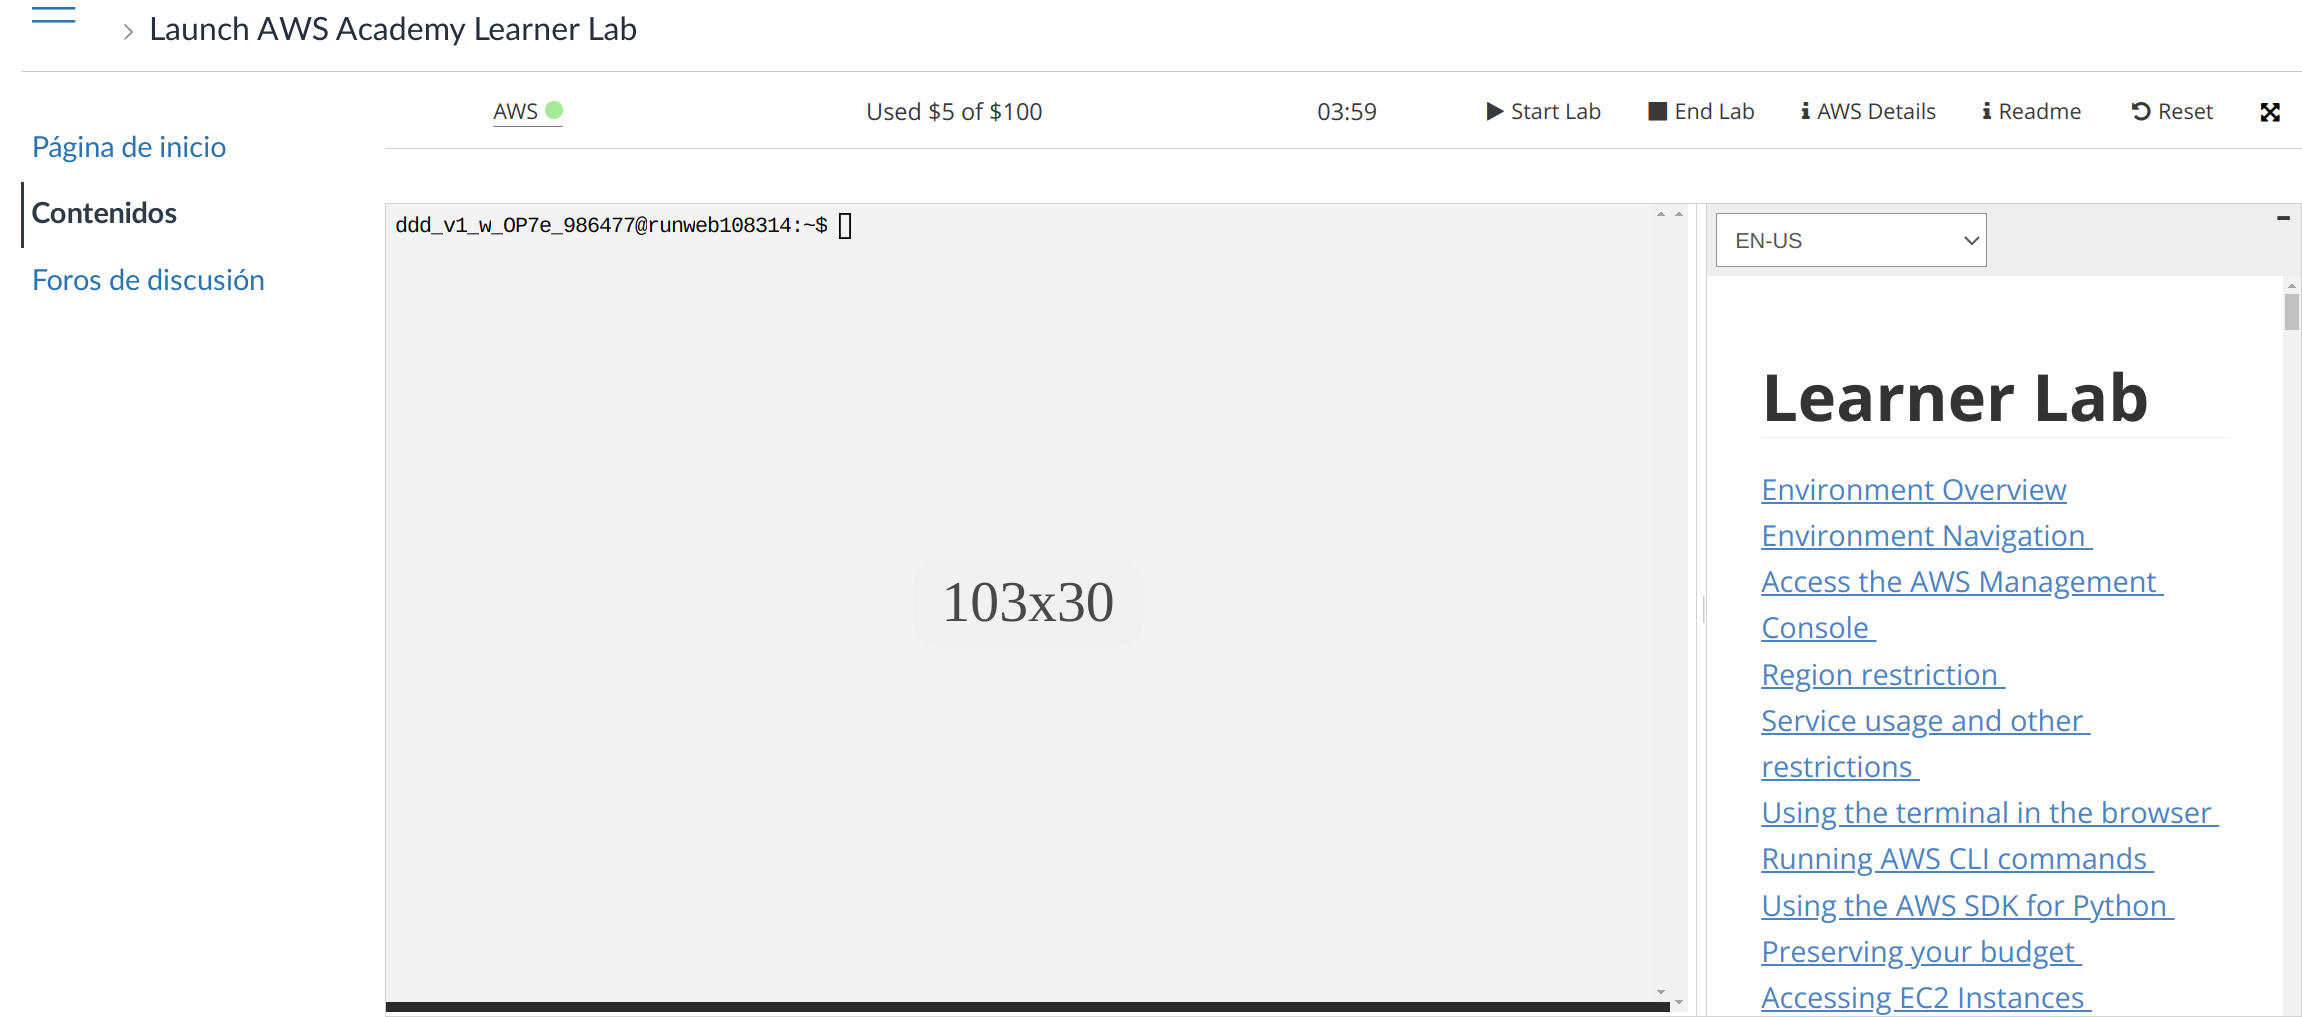 Launch AWS Academy Learner Lab
AWS
Used $5 of $100
03:59
Start Lab
End Lab
AWS Details
Readme
Reset
Página de inicio
Contenidos
Foros de discusión
ddd_v1_w_OP7e_986477@runweb108314:~$
103x30
EN-US
Learner Lab
Environment Overview
Environment Navigation
Access the AWS Management
Console
Region restriction
Service usage and other
restrictions
Using the terminal in the browser
Running AWS CLI commands
Using the AWS SDK for Python
Preserving your budget
Accessing EC2 Instances